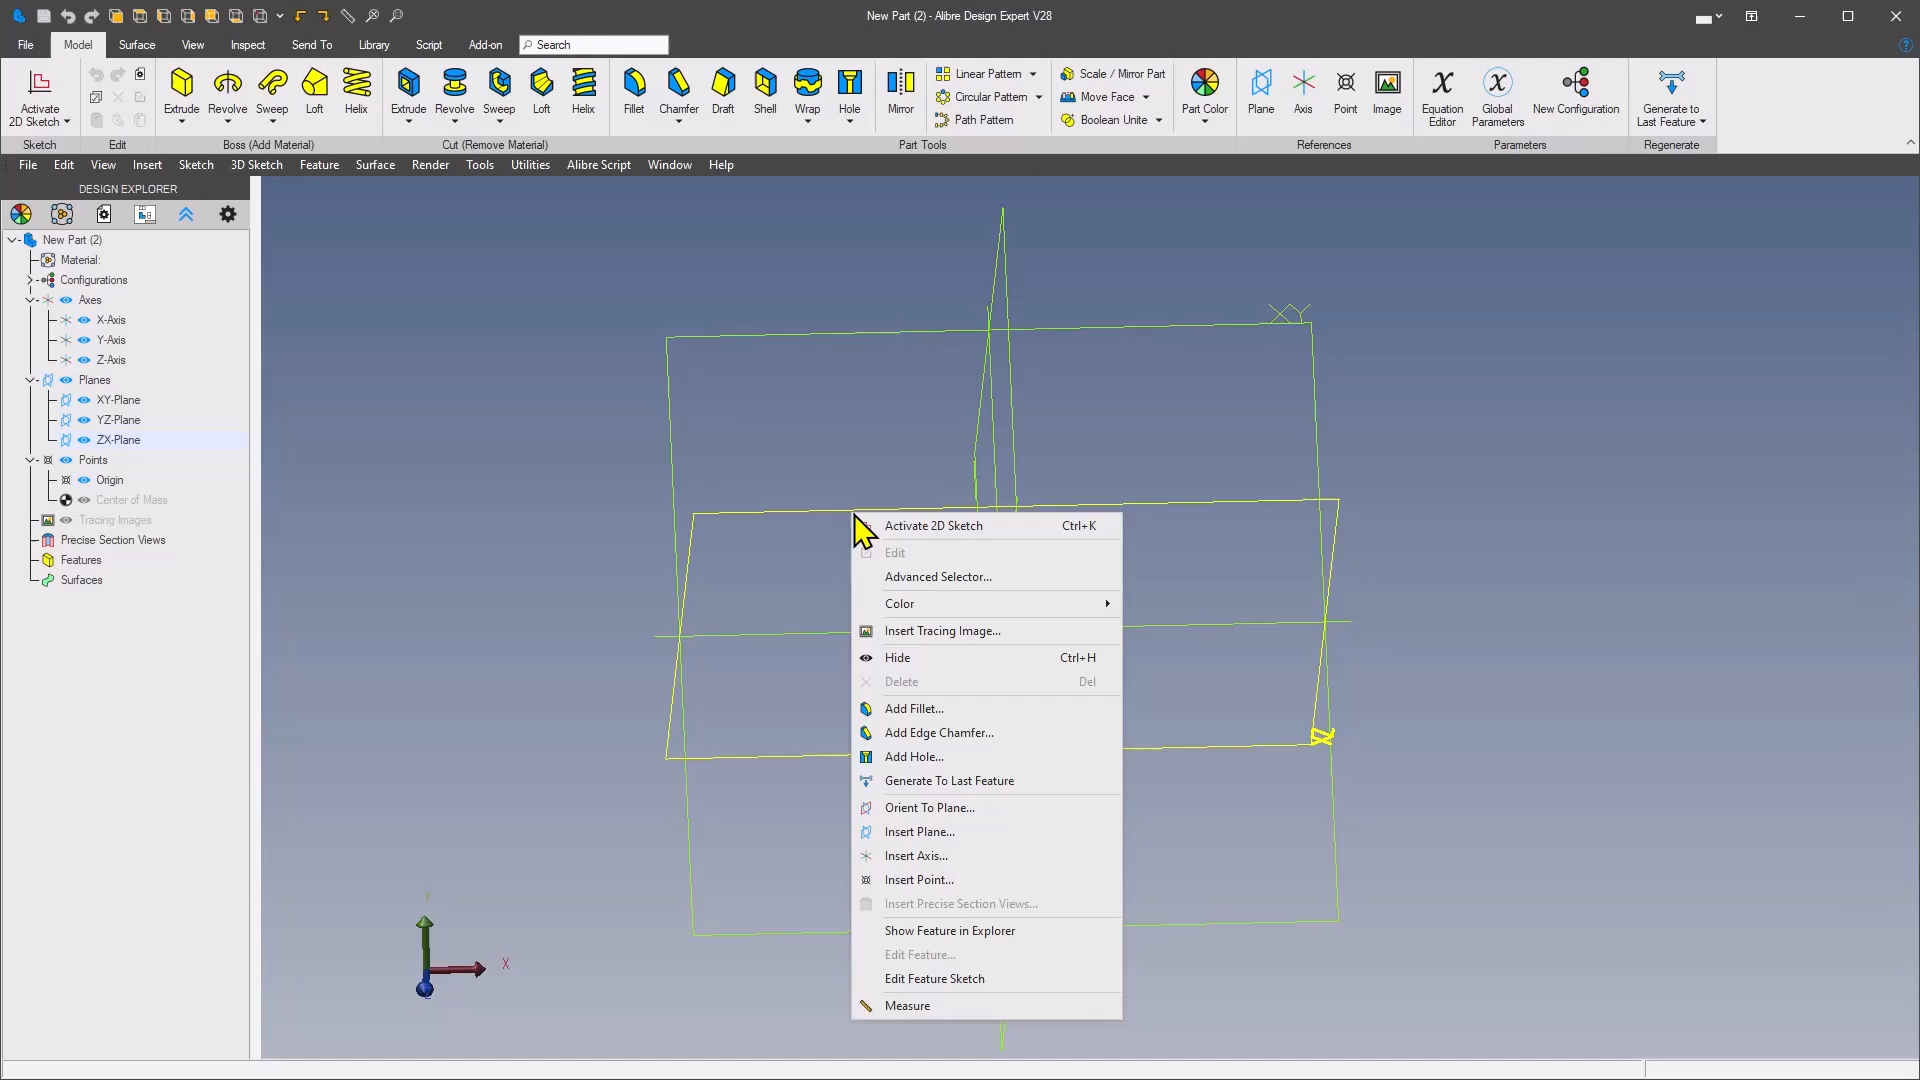 New Part (2) - Alibre Design Expert V28
File Model Surface View Inspect Send To Library Script Add-on Search
Activate 2D Sketch
Extrude Revolve Sweep Loft Helix
Extrude Revolve Sweep Loft Helix
Fillet Chamfer Draft Shell Wrap Hole Mirror
Linear Pattern
Circular Pattern
Path Pattern
Scale / Mirror Part
Move Face
Boolean Unite
Part Color
Plane Axis Point Image
Equation Editor
Global Parameters
New Configuration
Generate to Last Feature
Sketch Edit Boss (Add Material) Cut (Remove Material) Part Tools References Parameters Regenerate
File Edit View Insert Sketch 3D Sketch Feature Surface Render Tools Utilities Alibre Script Window Help
DESIGN EXPLORER
New Part (2)
Material:
Configurations
Axes
X-Axis
Y-Axis
Z-Axis
Planes
XY-Plane
YZ-Plane
ZX-Plane
Points
Origin
Center of Mass
Tracing Images
Precise Section Views
Features
Surfaces
XY
Activate 2D Sketch Ctrl+K
Edit
Advanced Selector...
Color
Insert Tracing Image...
Hide Ctrl+H
Delete Del
Add Fillet...
Add Edge Chamfer...
Add Hole...
Generate To Last Feature
Orient To Plane...
Insert Plane...
Insert Axis...
Insert Point...
Insert Precise Section Views...
Show Feature in Explorer
Edit Feature...
Edit Feature Sketch
Measure
Y
X